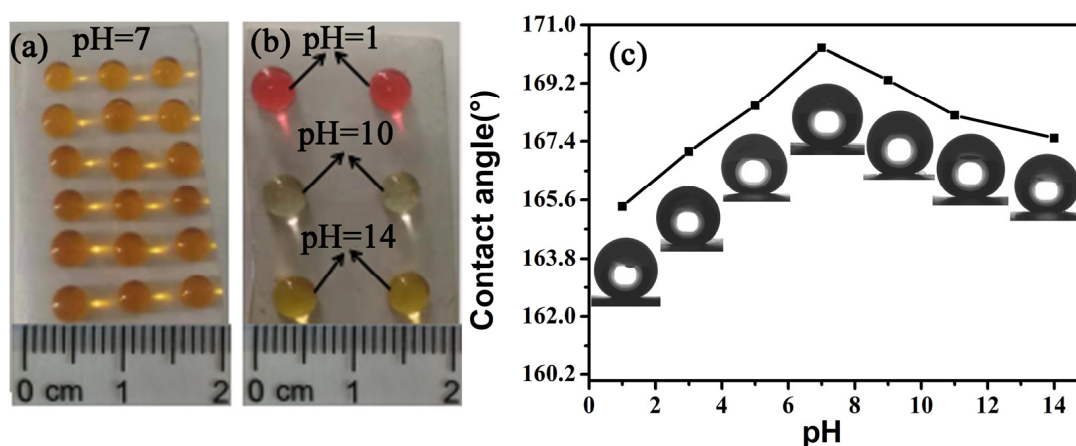 (a) pH=7
0 cm 1 2
(b) pH=1
pH=10
pH=14
0 cm 1 2
(c)
Contact angle(°)
171.0
169.2
167.4
165.6
163.8
162.0
160.2
0 2 4 6 8 10 12 14
pH